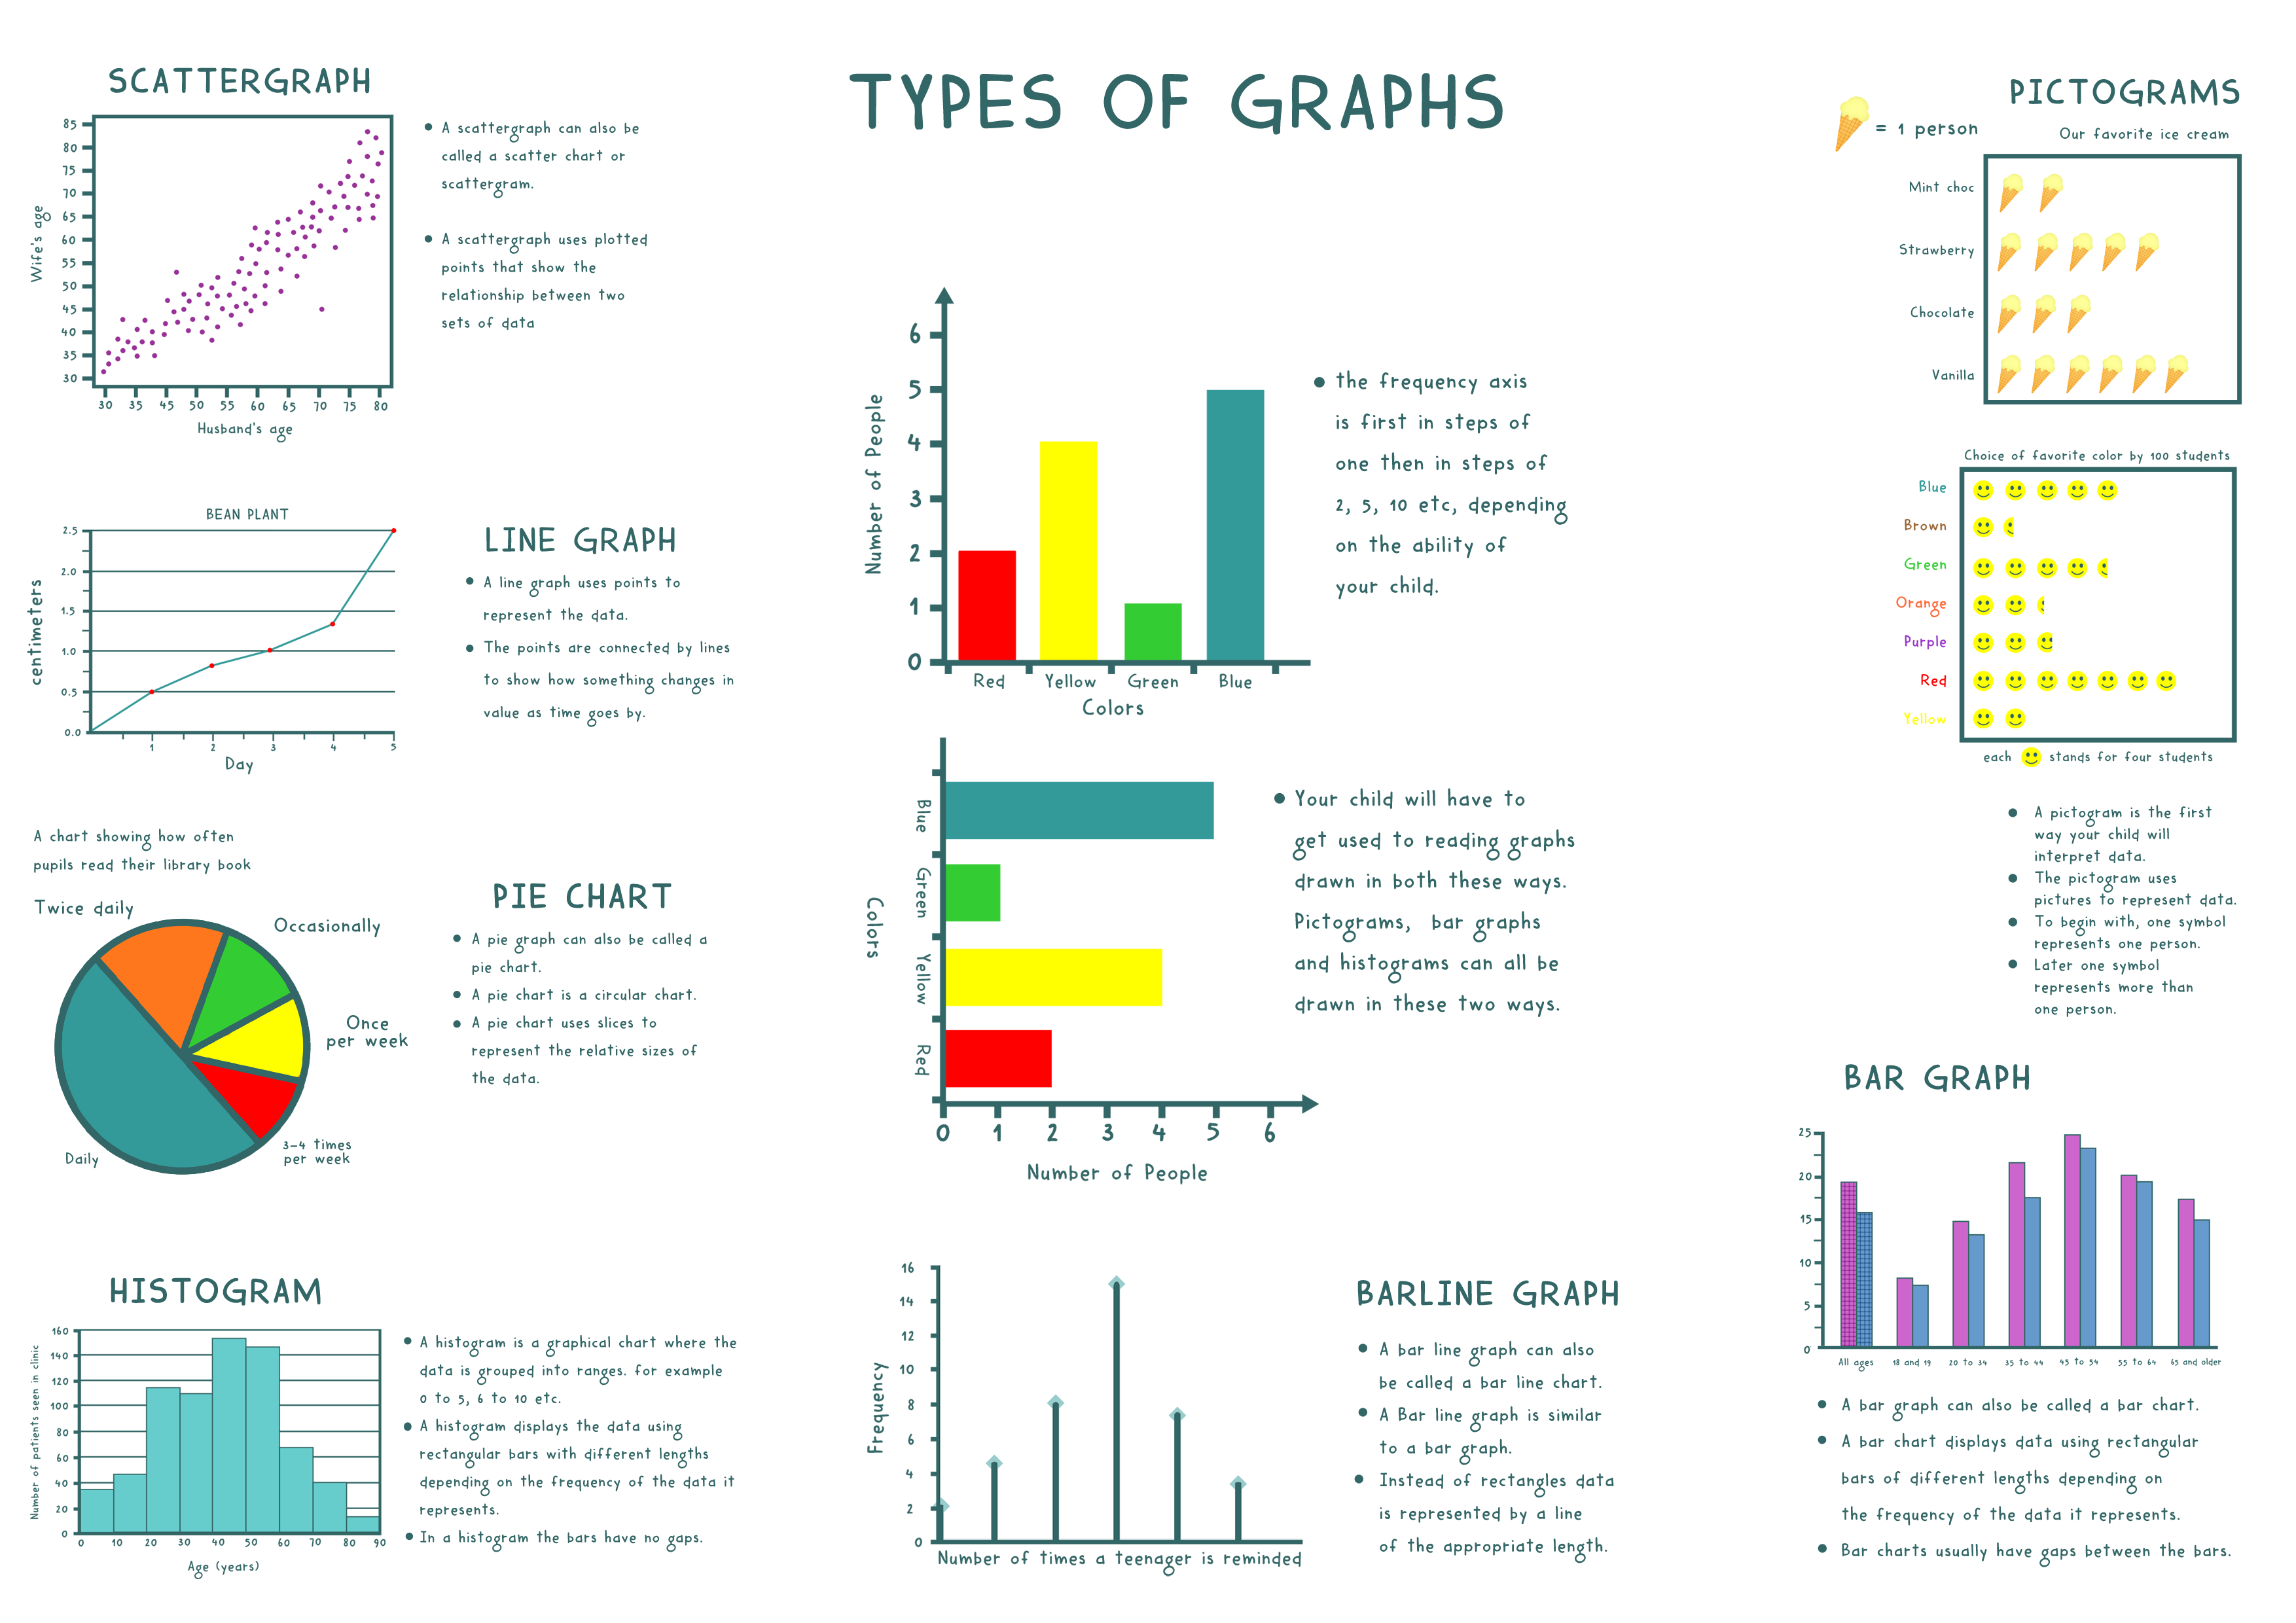 TYPES OF GRAPHS
SCATTERGRAPH
85
80
75
70
65
60
55
50
45
40
35
30
Wife's age
30 35 45 50 55 60 65 70 75 80
Husband's age
A scattergraph can also be
called a scatter chart or
scattergram.
A scattergraph uses plotted
points that show the
relationship between two
sets of data
BEAN PLANT
2.5
2.0
1.5
1.0
0.5
0.0
centimeters
1 2 3 4 5
Day
LINE GRAPH
A line graph uses points to
represent the data.
The points are connected by lines
to show how something changes in
value as time goes by.
A chart showing how often
pupils read their library book
Twice daily
Occasionally
Once
per week
3-4 times
per week
Daily
PIE CHART
A pie graph can also be called a
pie chart.
A pie chart is a circular chart.
A pie chart uses slices to
represent the relative sizes of
the data.
HISTOGRAM
160
140
120
100
80
60
40
20
0
Number of patients seen in clinic
0 10 20 30 40 50 60 70 80 90
Age (years)
A histogram is a graphical chart where the
data is grouped into ranges. for example
0 to 5, 6 to 10 etc.
A histogram displays the data using
rectangular bars with different lengths
depending on the frequency of the data it
represents.
In a histogram the bars have no gaps.
6
5
4
3
2
1
0
Number of People
Red Yellow Green Blue
Colors
the frequency axis
is first in steps of
one then in steps of
2, 5, 10 etc, depending
on the ability of
your child.
Blue
Green
Yellow
Red
Colors
0 1 2 3 4 5 6
Number of People
Your child will have to
get used to reading graphs
drawn in both these ways.
Pictograms, bar graphs
and histograms can all be
drawn in these two ways.
16
14
12
10
8
6
4
2
0
Frequency
Number of times a teenager is reminded
BARLINE GRAPH
A bar line graph can also
be called a bar line chart.
A Bar line graph is similar
to a bar graph.
Instead of rectangles data
is represented by a line
of the appropriate length.
PICTOGRAMS
= 1 person
Our favorite ice cream
Mint choc
Strawberry
Chocolate
Vanilla
Choice of favorite color by 100 students
Blue
Brown
Green
Orange
Purple
Red
Yellow
each stands for four students
A pictogram is the first
way your child will
interpret data.
The pictogram uses
pictures to represent data.
To begin with, one symbol
represents one person.
Later one symbol
represents more than
one person.
BAR GRAPH
25
20
15
10
5
0
All ages 18 and 19 20 to 34 35 to 44 45 to 54 55 to 64 65 and older
A bar graph can also be called a bar chart.
A bar chart displays data using rectangular
bars of different lengths depending on
the frequency of the data it represents.
Bar charts usually have gaps between the bars.